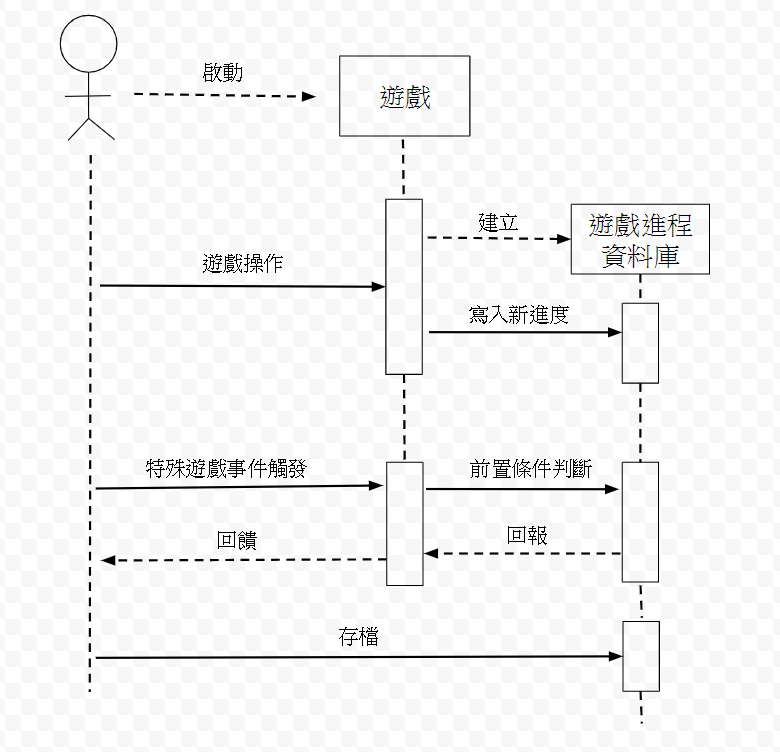 啟動
遊戲
建立
遊戲進程
資料庫
遊戲操作
寫入新進度
特殊遊戲事件觸發
前置條件判斷
回報
回饋
存檔